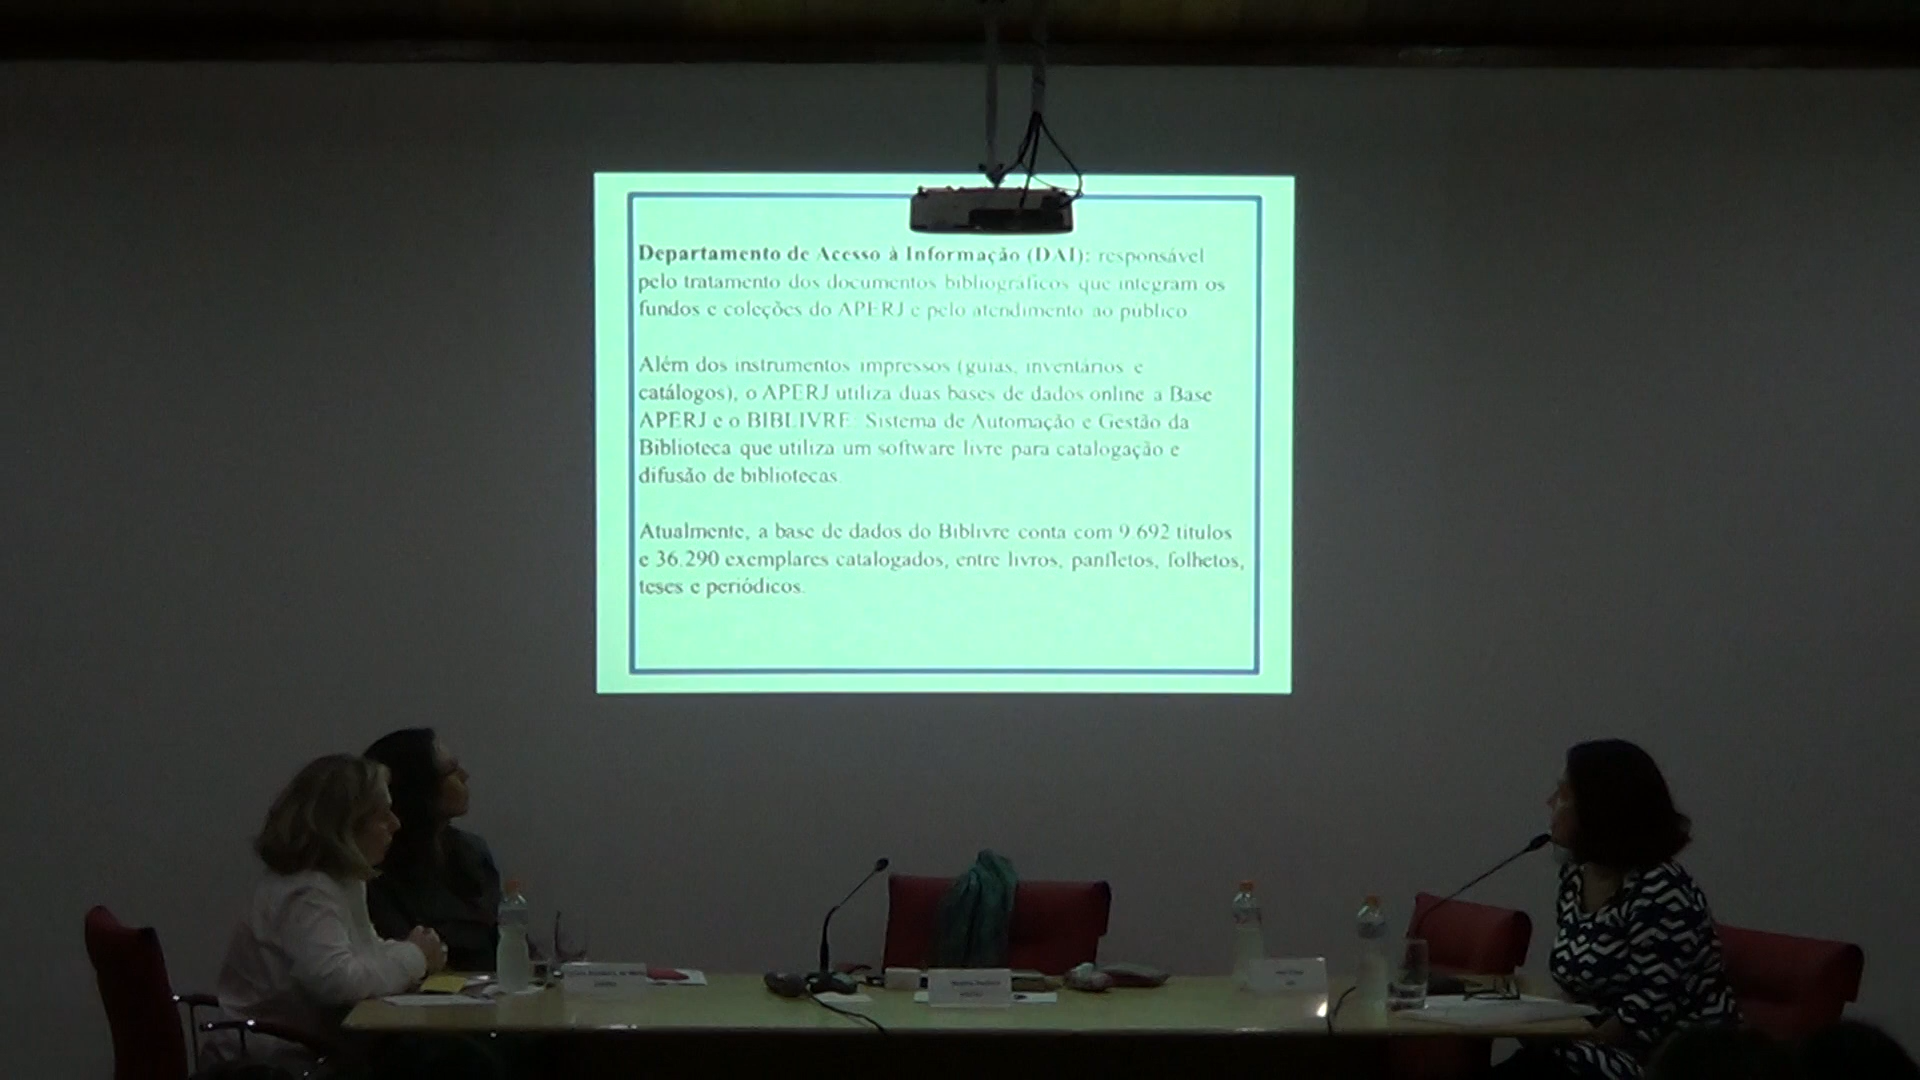 Departamento de Acesso à Informação (DAI): responsável
pelo tratamento dos documentos bibliográficos que integram os
fundos e coleções do APERJ e pelo atendimento ao público
Além dos instrumentos impressos (guias, inventários e
catálogos), o APERJ utiliza duas bases de dados online a Base
APERJ e o BIBLIVRE: Sistema de Automação e Gestão da
Biblioteca que utiliza um software livre para catalogação e
difusão de bibliotecas.
Atualmente, a base de dados do Biblivre conta com 9.692 títulos
e 36.290 exemplares catalogados, entre livros, panfletos, folhetos,
teses e periódicos.